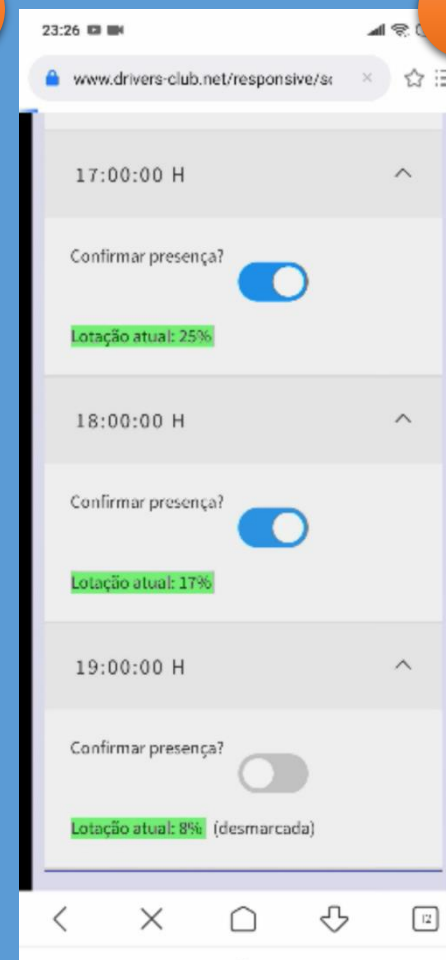 23:26
www.drivers-club.net/responsive/sc
17:00:00 H
Confirmar presença?
Lotação atual: 25%
18:00:00 H
Confirmar presença?
Lotação atual: 17%
19:00:00 H
Confirmar presença?
Lotação atual: 8% (desmarcada)
12